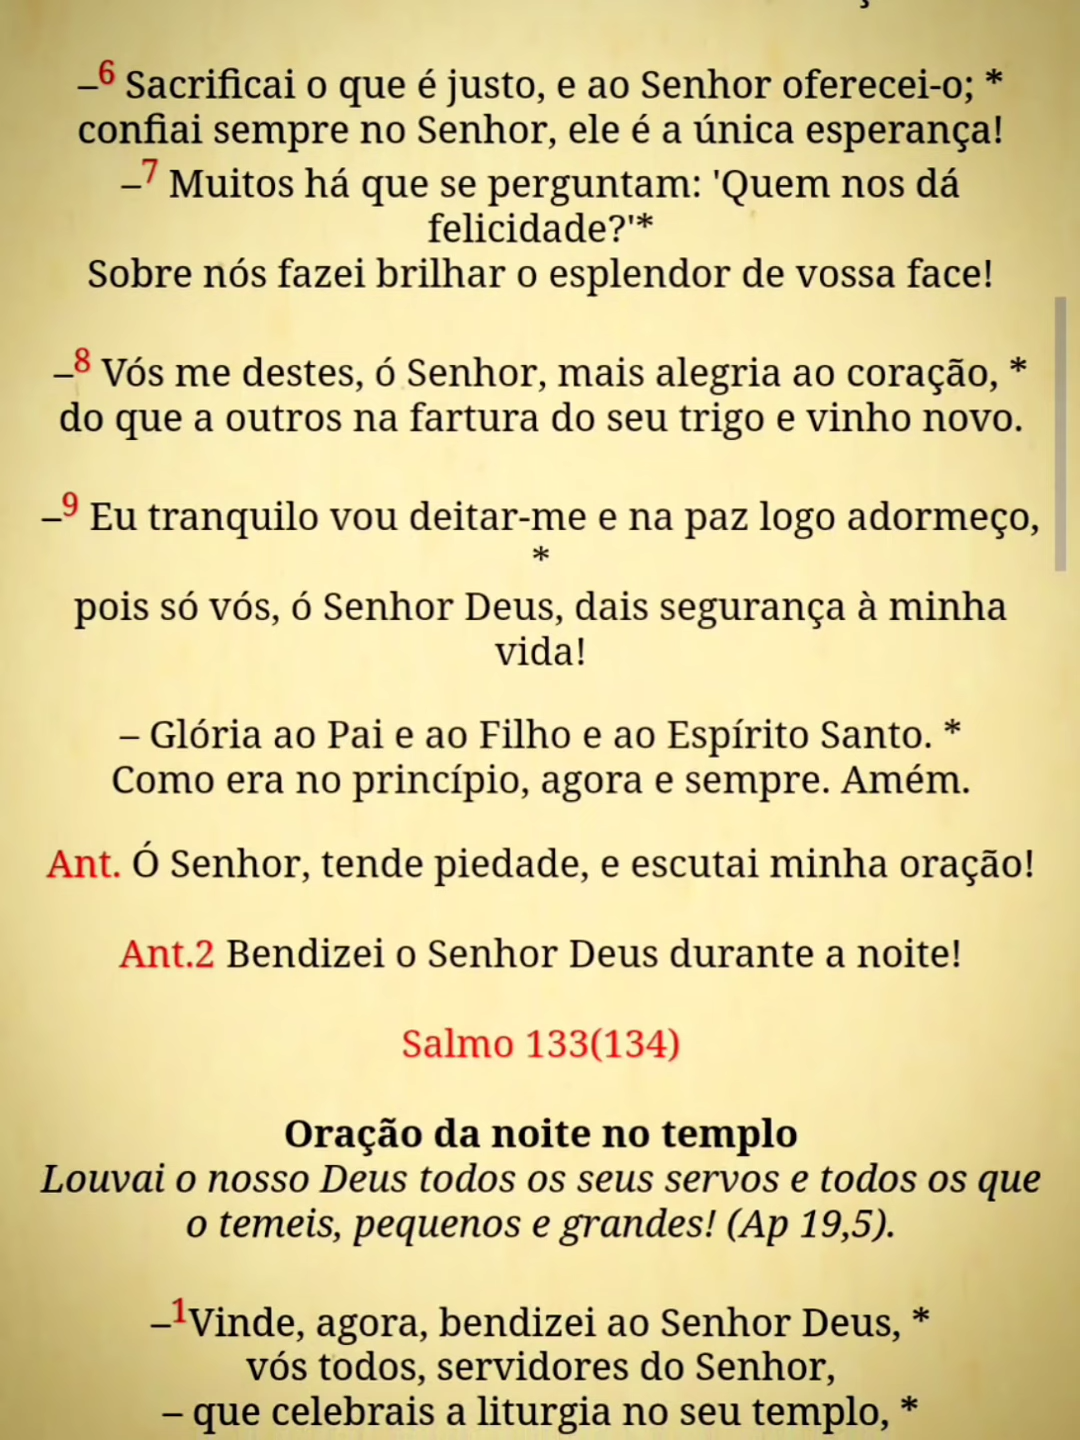 –6 Sacrificai o que é justo, e ao Senhor oferecei-o; *
confiai sempre no Senhor, ele é a única esperança!
–7 Muitos há que se perguntam: 'Quem nos dá
felicidade?'*
Sobre nós fazei brilhar o esplendor de vossa face!
–8 Vós me destes, ó Senhor, mais alegria ao coração, *
do que a outros na fartura do seu trigo e vinho novo.
–9 Eu tranquilo vou deitar-me e na paz logo adormeço,
*
pois só vós, ó Senhor Deus, dais segurança à minha
vida!
– Glória ao Pai e ao Filho e ao Espírito Santo. *
Como era no princípio, agora e sempre. Amém.
Ant. Ó Senhor, tende piedade, e escutai minha oração!
Ant.2 Bendizei o Senhor Deus durante a noite!
Salmo 133(134)
Oração da noite no templo
Louvai o nosso Deus todos os seus servos e todos os que
o temeis, pequenos e grandes! (Ap 19,5).
–1Vinde, agora, bendizei ao Senhor Deus, *
vós todos, servidores do Senhor,
– que celebrais a liturgia no seu templo, *